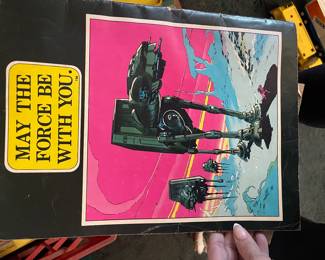 MAY THE
FORCE BE
WITH YOU.